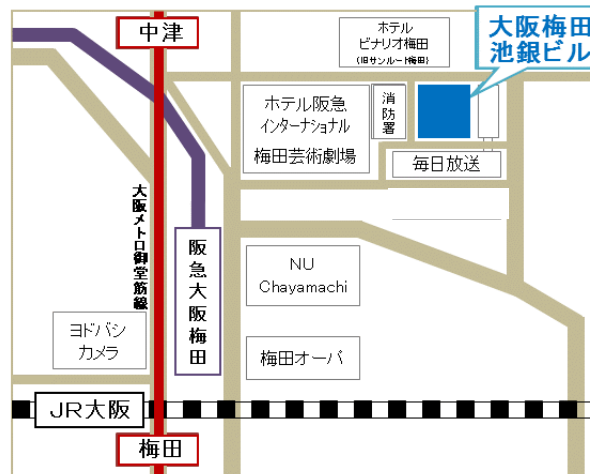 中津
ホテル
ビナリオ梅田
(旧サンルート梅田)
大阪梅田
池銀ビル
ホテル阪急
インターナショナル
梅田芸術劇場
消防署
毎日放送
大阪メトロ御堂筋線
阪急大阪梅田
NU
Chayamachi
ヨドバシ
カメラ
梅田オーパ
JR大阪
梅田